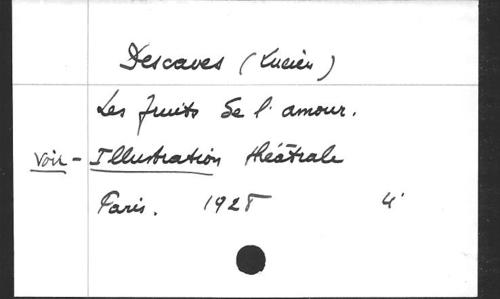 Descaves (Lucien)
Les fruits de l'amour.
Voir - Illustration théâtrale
Paris. 1928 4°